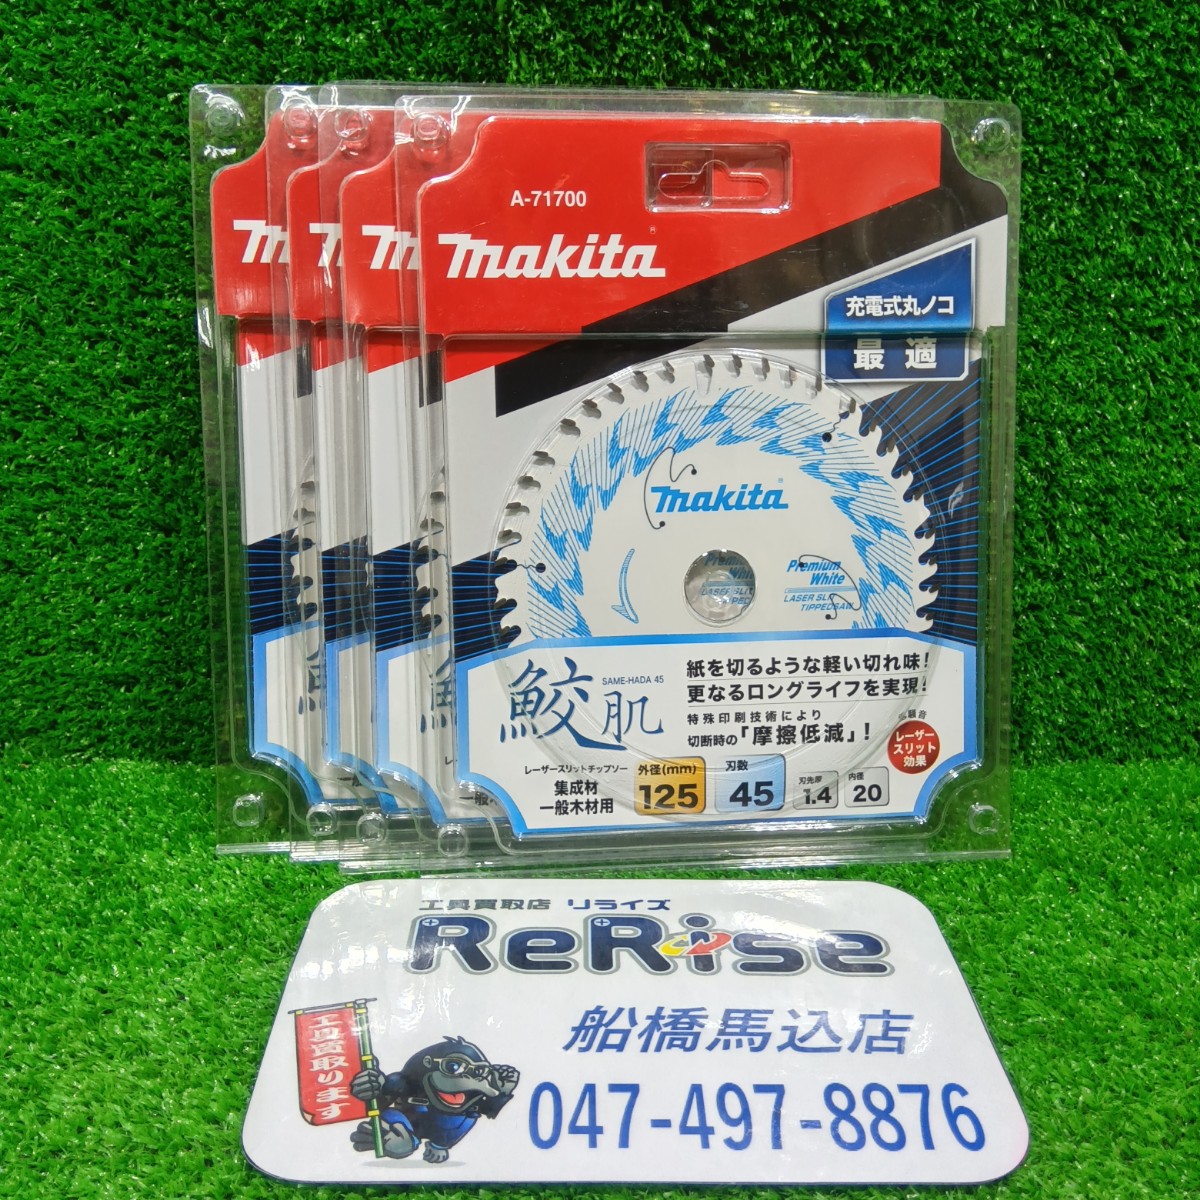 A-71700
makita
充電式丸ノコ
最適
makita
Premium White
LASER SLIT
TIPPEDSAW
鮫肌
SAME-HADA 45
紙を切るような軽い切れ味！
更なるロングライフを実現！
特殊印刷技術により
切断時の「摩擦低減」！
低騒音
レーザー
スリット
効果
レーザースリットチップソー
集成材
一般木材用
外径(mm)
125
刃数
45
刃先厚
1.4
内径
20
工具買取店 リライズ
ReRise
船橋馬込店
047-497-8876
工具買取ります